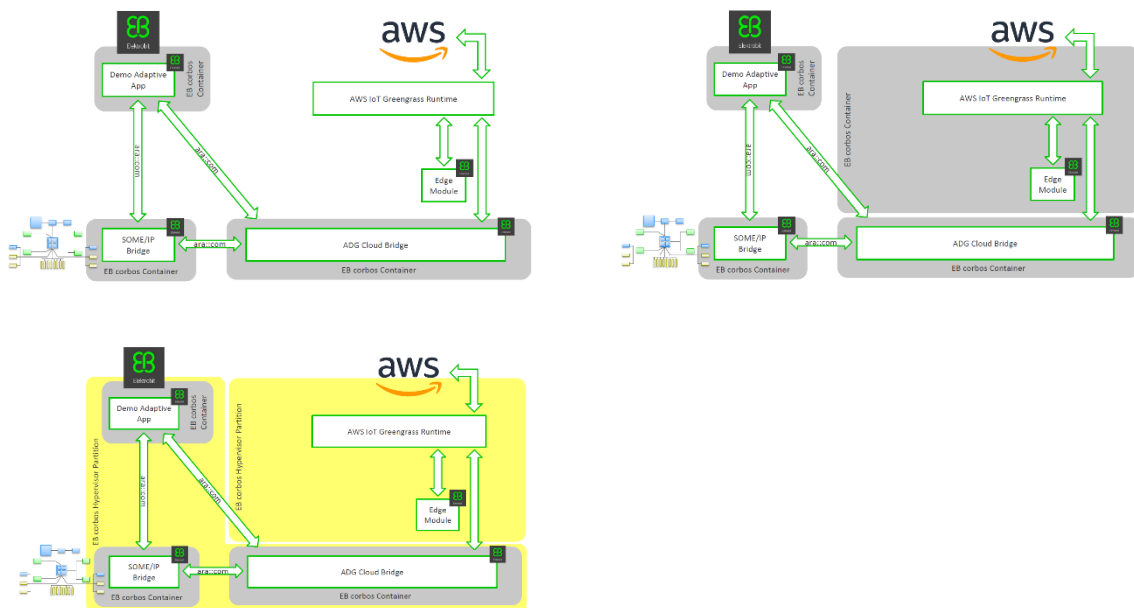 Elektrobit
aws
Demo Adaptive
App
EB corbos
Container
AWS IoT Greengrass Runtime
ara::com
ara::com
Edge
Module
SOME/IP
Bridge
ara::com
ADG Cloud Bridge
EB corbos Container
EB corbos Container
Elektrobit
aws
Demo Adaptive
App
EB corbos
Container
EB corbos Container
AWS IoT Greengrass Runtime
ara::com
ara::com
Edge
Module
SOME/IP
Bridge
ara::com
ADG Cloud Bridge
EB corbos Container
EB corbos Container
Elektrobit
aws
Demo Adaptive
App
EB corbos
Container
EB corbos Hypervisor Partition
EB corbos Hypervisor Partition
AWS IoT Greengrass Runtime
ara::com
ara::com
Edge
Module
SOME/IP
Bridge
ara::com
ADG Cloud Bridge
EB corbos Container
EB corbos Container